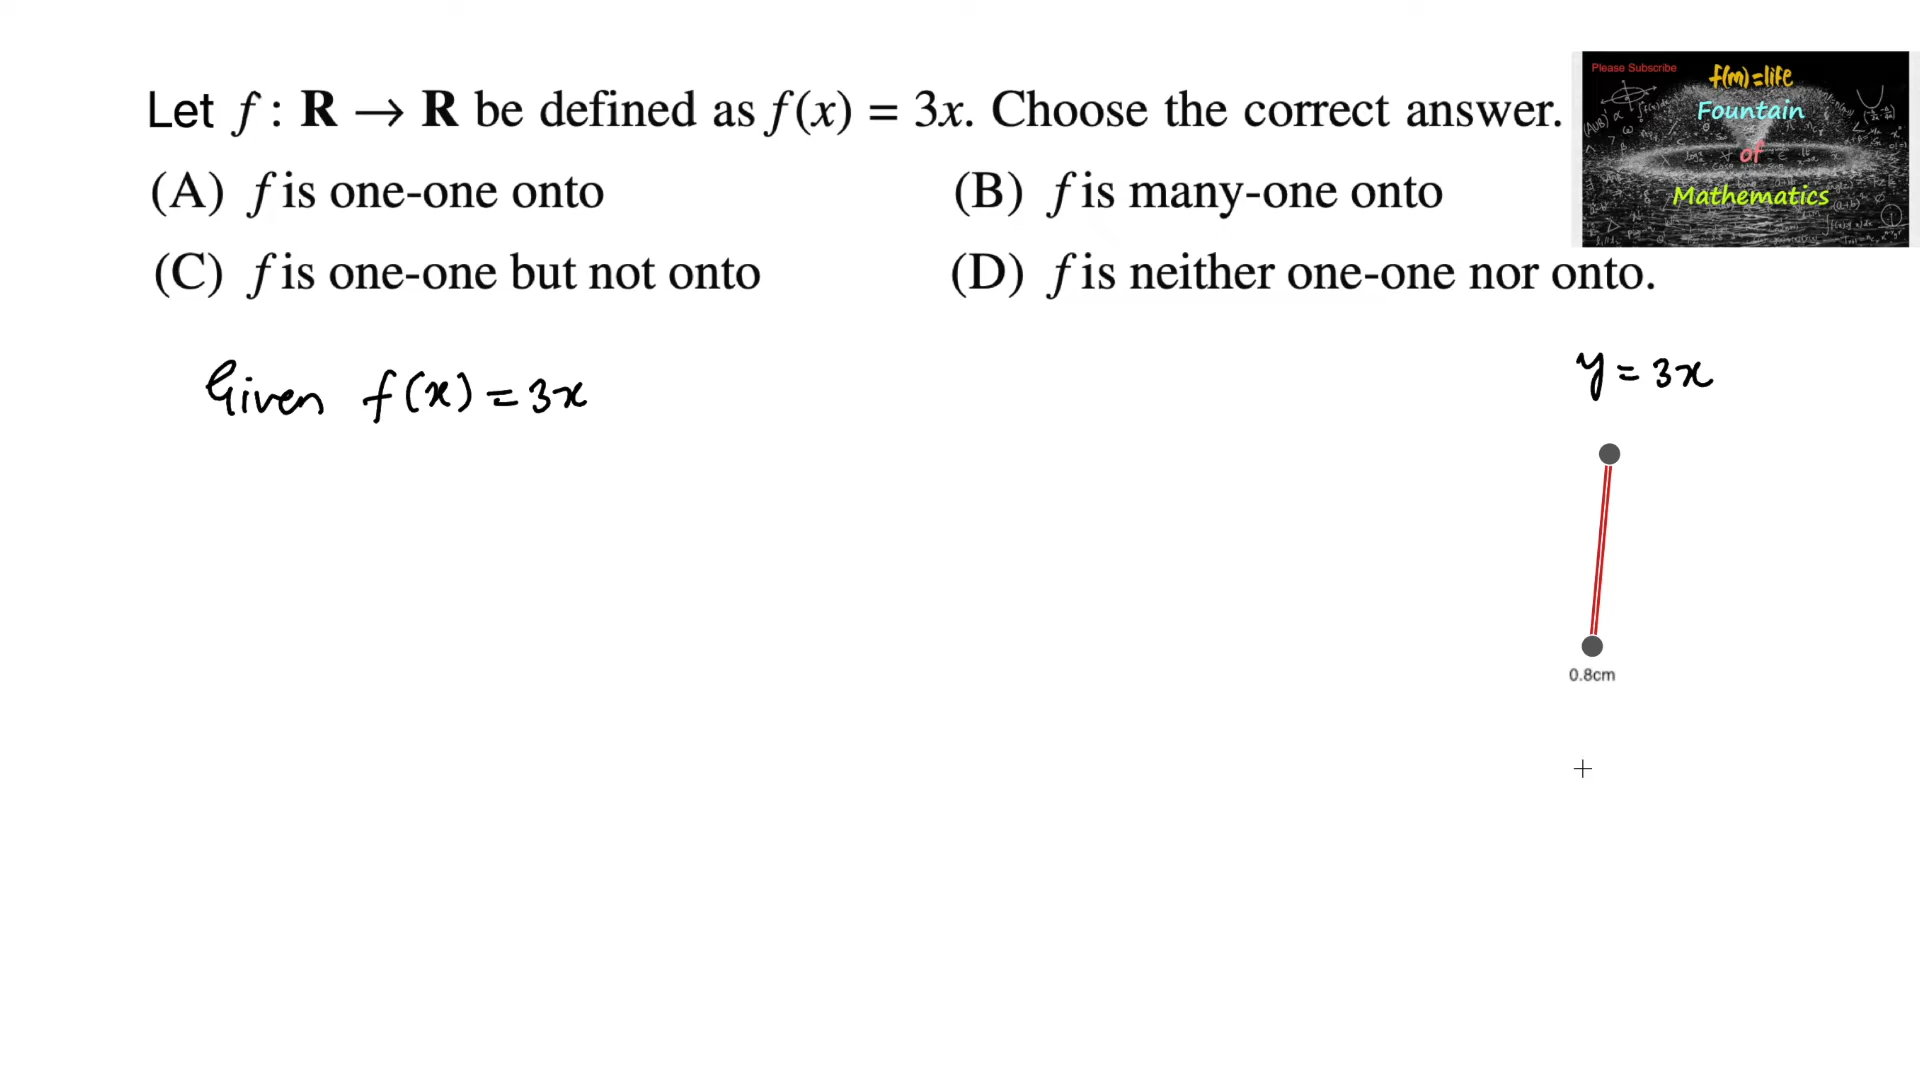 Let f : R → R be defined as f(x) = 3x. Choose the correct answer.
(A) f is one-one onto
(B) f is many-one onto
(C) f is one-one but not onto
(D) f is neither one-one nor onto.
Please Subscribe
f(m)=life
Fountain
of
Mathematics
Given f(x) = 3x
y = 3x
0.8cm